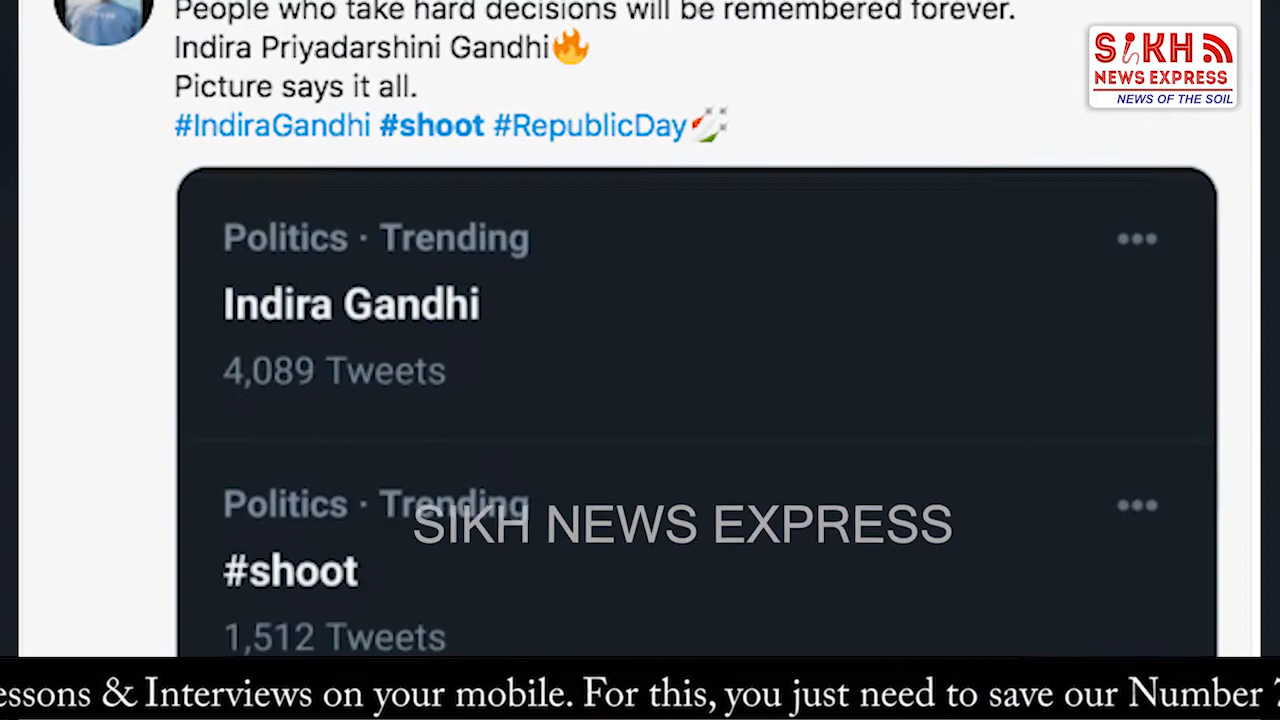 People who take hard decisions will be remembered forever.
Indira Priyadarshini Gandhi🔥
Picture says it all.
#IndiraGandhi #shoot #RepublicDay
SiKH
NEWS EXPRESS
NEWS OF THE SOIL
Politics · Trending
Indira Gandhi
4,089 Tweets
Politics · Trending
SIKH NEWS EXPRESS
#shoot
1,512 Tweets
essons & Interviews on your mobile. For this, you just need to save our Number